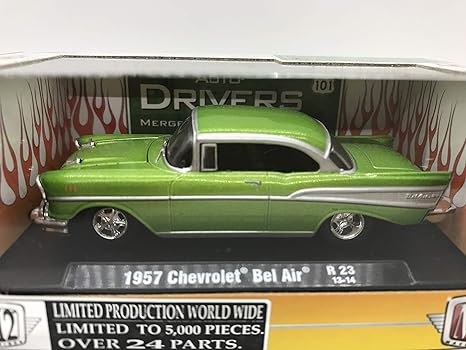 AUTO-
DRIVERS
101
MERGE
1957 Chevrolet® Bel Air®
R 23
13-14
LIMITED PRODUCTION WORLD WIDE
LIMITED TO 5,000 PIECES.
OVER 24 PARTS.